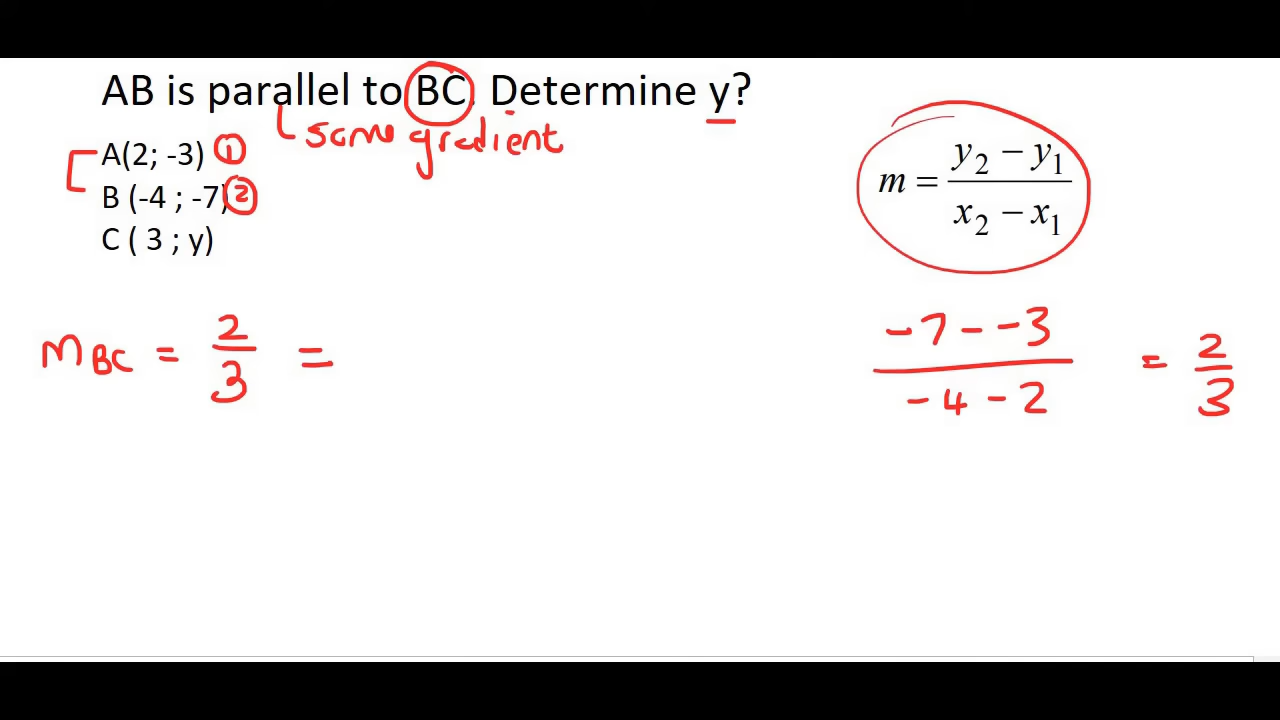 AB is parallel to BC. Determine y?
same gradient
A(2; -3) 1
B (-4 ; -7) 2
C ( 3 ; y)
m = y₂ − y₁ / x₂ − x₁
mBC = 2/3 =
-7 - -3 / -4 - 2 = 2/3